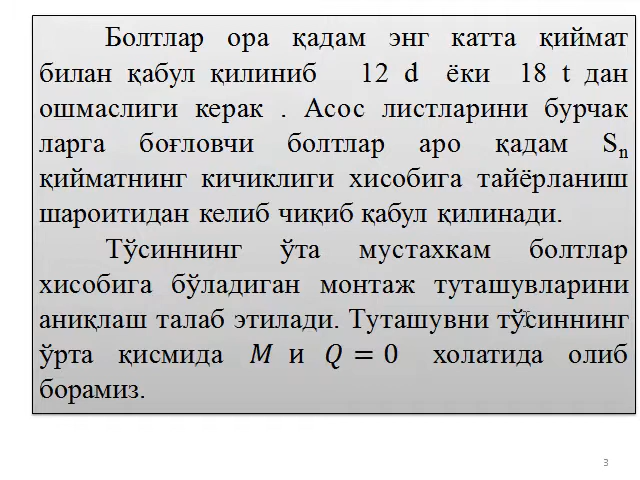 Болтлар ора қадам энг катта қиймат
билан қабул қилиниб 12 d ёки 18 t дан
ошмаслиги керак . Асос листларини бурчак
ларга боғловчи болтлар аро қадам Sn
қийматнинг кичиклиги хисобига тайёрланиш
шароитидан келиб чиқиб қабул қилинади.
Тўсиннинг ўта мустахкам болтлар
хисобига бўладиган монтаж туташувларини
аниқлаш талаб этилади. Туташувни тўсиннинг
ўрта қисмида M и Q = 0 холатида олиб
борамиз.
3